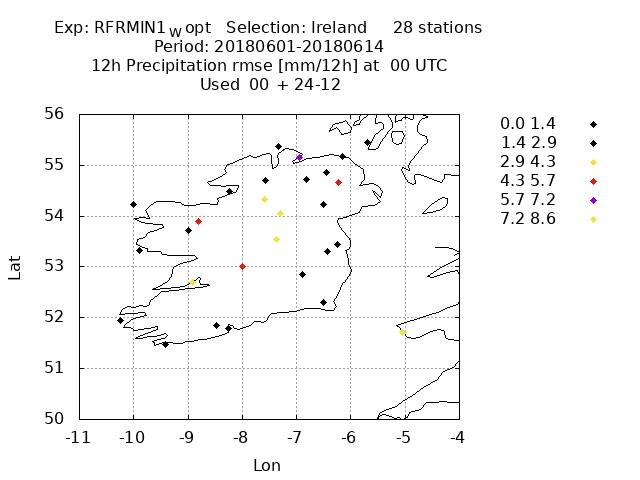 Exp: RFRMIN1 w opt   Selection: Ireland     28 stations
Period: 20180601-20180614
12h Precipitation rmse [mm/12h] at  00 UTC
Used  00  + 24-12
0.0 1.4
1.4 2.9
2.9 4.3
4.3 5.7
5.7 7.2
7.2 8.6
56
55
54
53
52
51
50
Lat
-11 -10 -9 -8 -7 -6 -5 -4
Lon